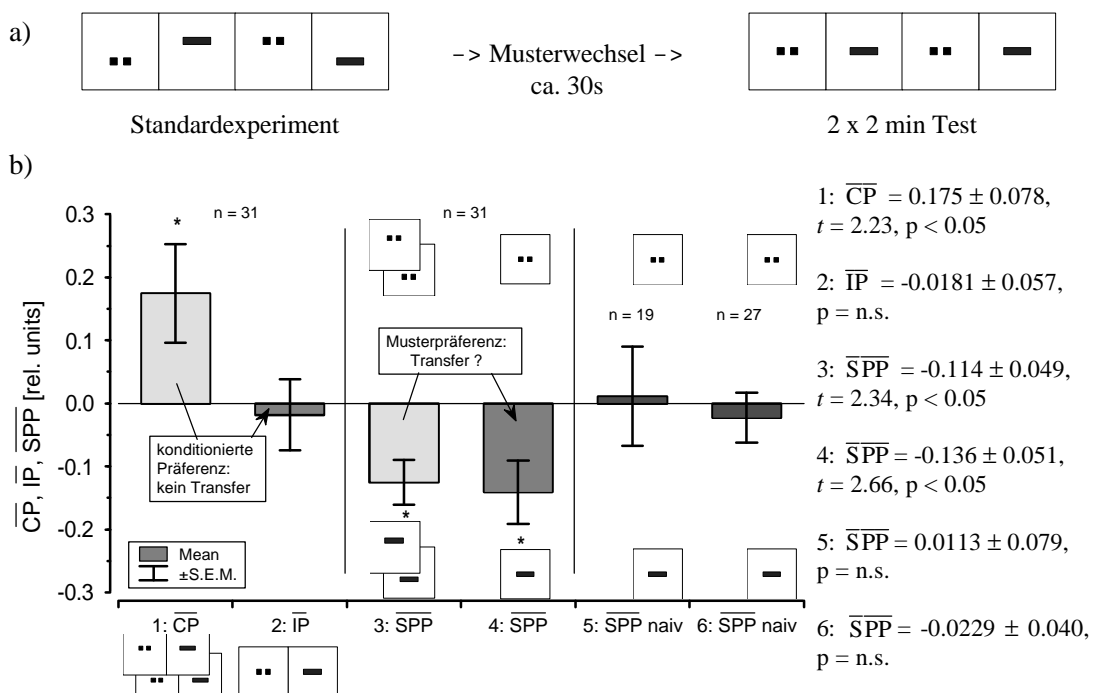 a)
-> Musterwechsel ->
ca. 30s
Standardexperiment
2 x 2 min Test
b)
CP, IP, SPP [rel. units]
0.3
0.2
0.1
0.0
-0.1
-0.2
-0.3
*
n = 31
n = 31
n = 19
n = 27
Musterpräferenz:
Transfer ?
konditionierte
Präferenz:
kein Transfer
*
*
Mean
±S.E.M.
1: CP
2: IP
3: SPP
4: SPP
5: SPP naiv
6: SPP naiv
1: CP = 0.175 ± 0.078,
t = 2.23, p < 0.05
2: IP = -0.0181 ± 0.057,
p = n.s.
3: SPP = -0.114 ± 0.049,
t = 2.34, p < 0.05
4: SPP = -0.136 ± 0.051,
t = 2.66, p < 0.05
5: SPP = 0.0113 ± 0.079,
p = n.s.
6: SPP = -0.0229 ± 0.040,
p = n.s.